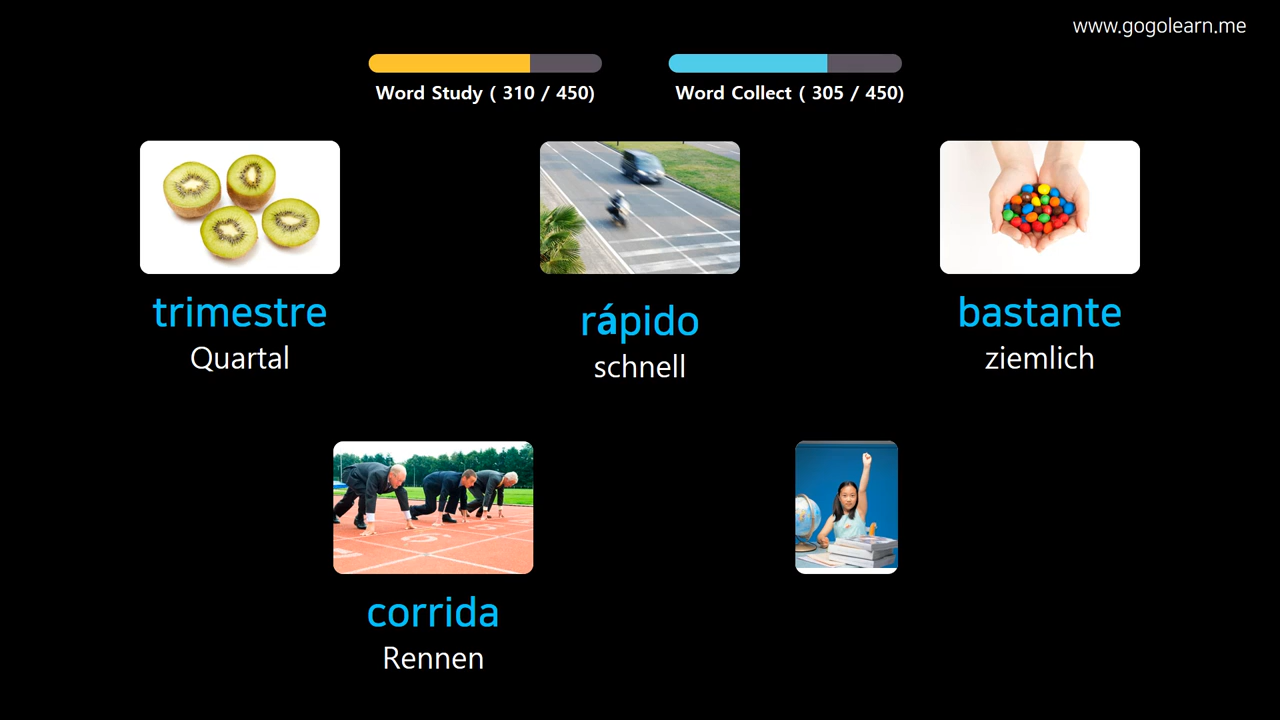 www.gogolearn.me
Word Study ( 310 / 450)
Word Collect ( 305 / 450)
trimestre
Quartal
rápido
schnell
bastante
ziemlich
corrida
Rennen